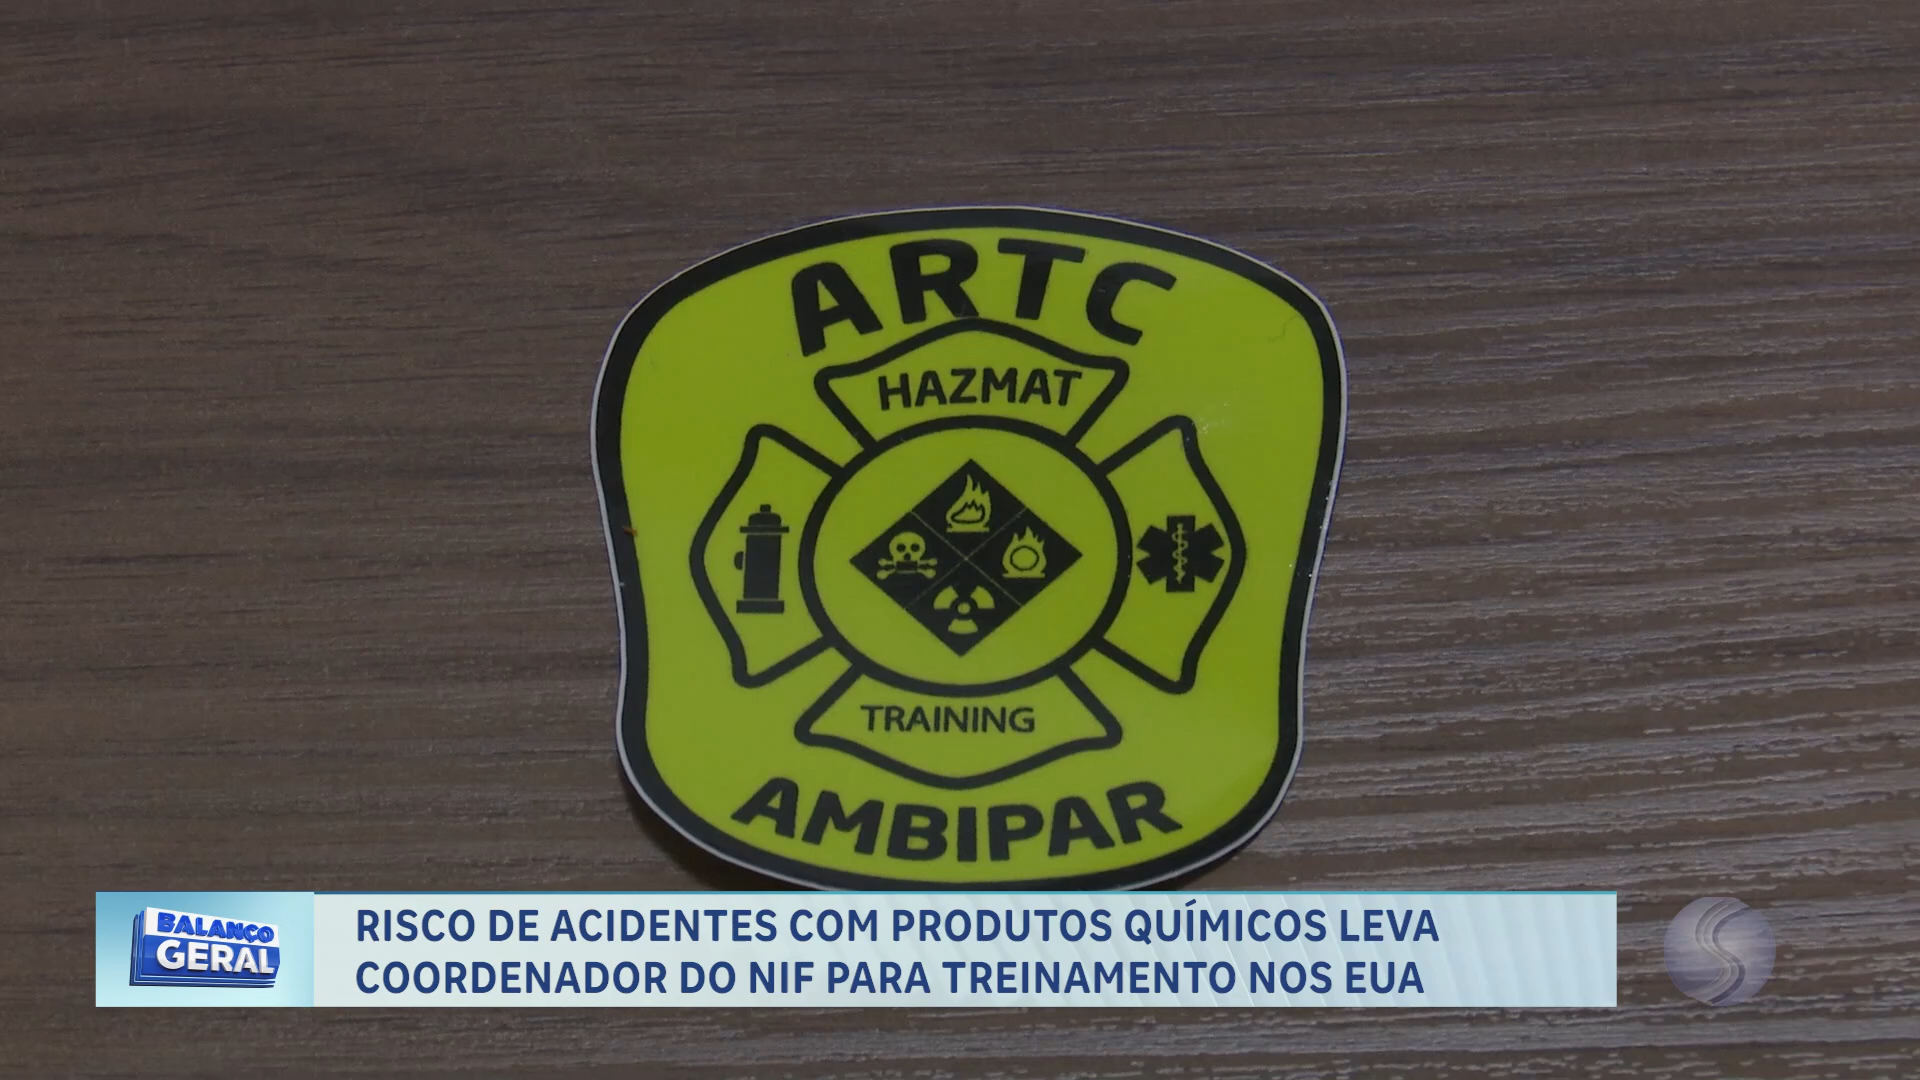 ARTC
HAZMAT
TRAINING
AMBIPAR
BALANÇO
GERAL
RISCO DE ACIDENTES COM PRODUTOS QUÍMICOS LEVA
COORDENADOR DO NIF PARA TREINAMENTO NOS EUA